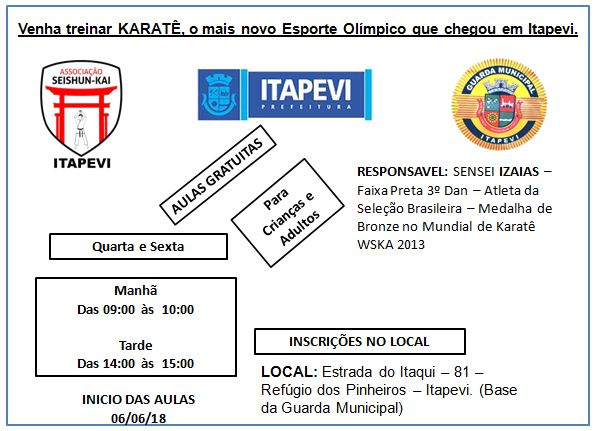 Venha treinar KARATÊ, o mais novo Esporte Olímpico que chegou em Itapevi.
ASSOCIAÇÃO
SEISHUN-KAI
ITAPEVI
ITAPEVI
PREFEITURA
GUARDA MUNICIPAL
ITAPEVI
AULAS GRATUITAS
Para
Crianças e
Adultos
RESPONSAVEL: SENSEI IZAIAS –
Faixa Preta 3º Dan – Atleta da
Seleção Brasileira – Medalha de
Bronze no Mundial de Karatê
WSKA 2013
Quarta e Sexta
Manhã
Das 09:00 às 10:00
Tarde
Das 14:00 às 15:00
INICIO DAS AULAS
06/06/18
INSCRIÇÕES NO LOCAL
LOCAL: Estrada do Itaqui – 81 –
Refúgio dos Pinheiros – Itapevi. (Base
da Guarda Municipal)